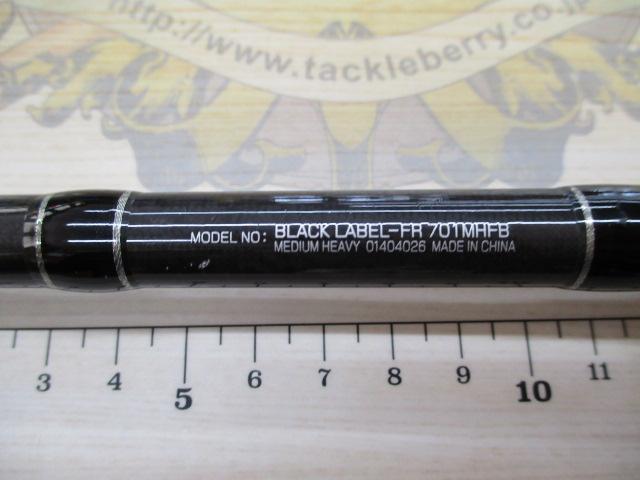 http://www.tackleberry.co.jp
MODEL NO: BLACK LABEL-FR 701MHFB
MEDIUM HEAVY 01404026 MADE IN CHINA
3 4 5 6 7 8 9 10 11